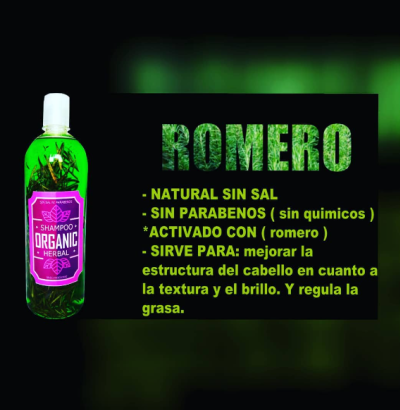 ROMERO
- NATURAL SIN SAL
- SIN PARABENOS ( sin quimicos )
*ACTIVADO CON ( romero )
- SIRVE PARA: mejorar la
estructura del cabello en cuanto a
la textura y el brillo. Y regula la
grasa.
SHAMPOO
ORGANIC
HERBAL